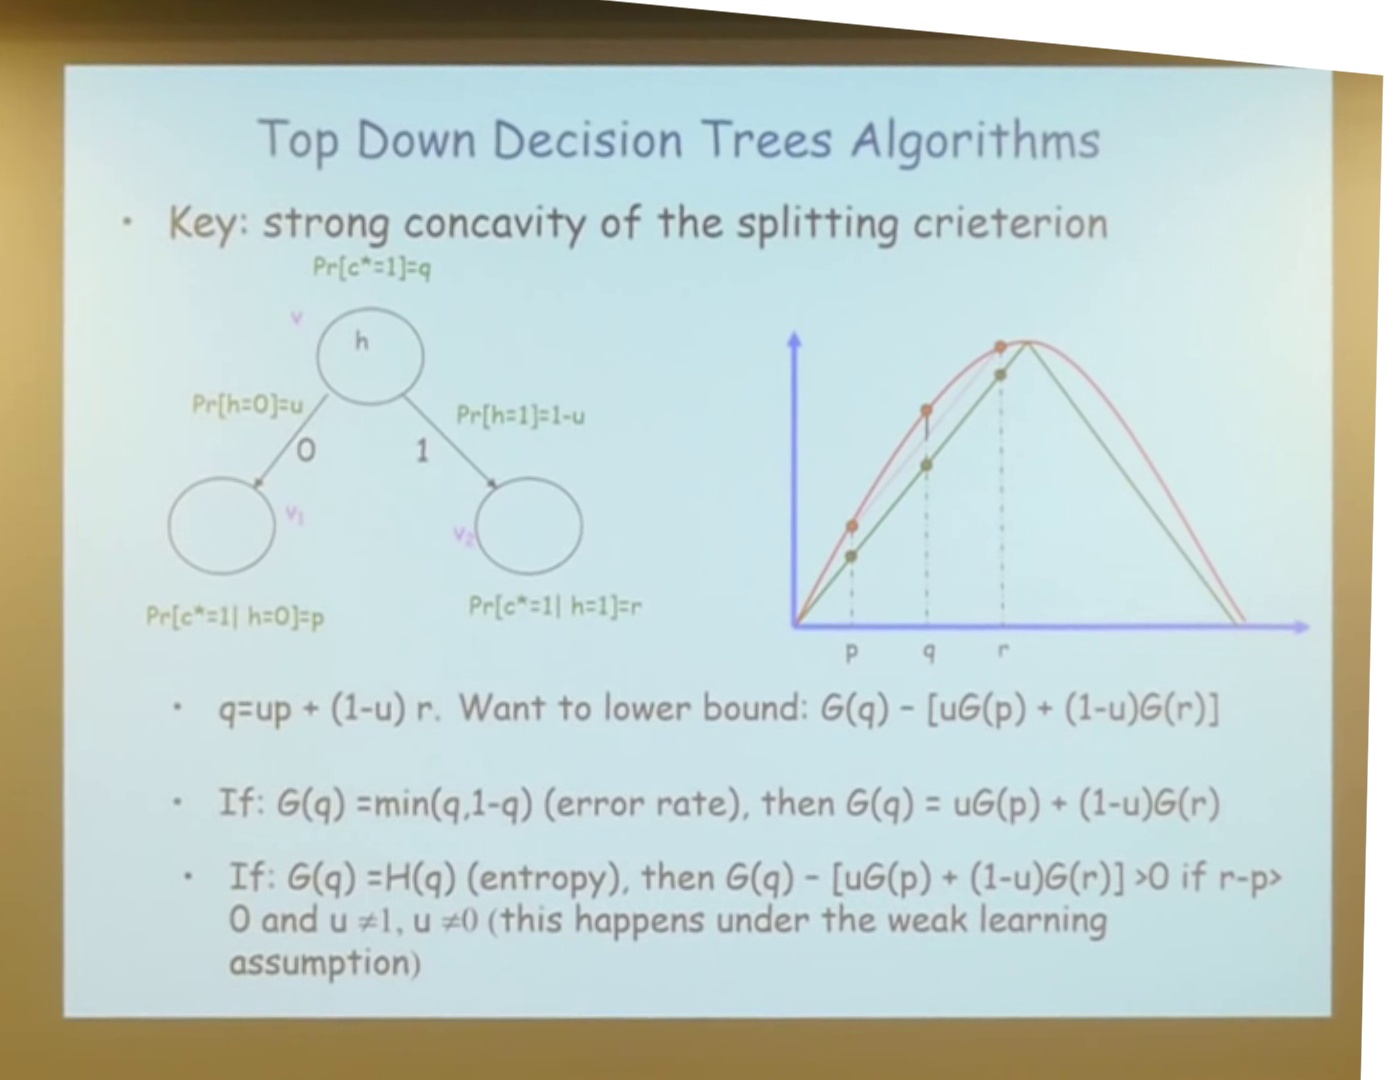 Top Down Decision Trees Algorithms
• Key: strong concavity of the splitting crieterion
Pr[c*=1]=q
v
h
Pr[h=0]=u
Pr[h=1]=1-u
0
1
v₁
v₂
Pr[c*=1| h=0]=p
Pr[c*=1| h=1]=r
p
q
r
• q=up + (1-u) r. Want to lower bound: G(q) - [uG(p) + (1-u)G(r)]
• If: G(q) =min(q,1-q) (error rate), then G(q) = uG(p) + (1-u)G(r)
• If: G(q) =H(q) (entropy), then G(q) - [uG(p) + (1-u)G(r)] >0 if r-p>
0 and u ≠1, u ≠0 (this happens under the weak learning
assumption)